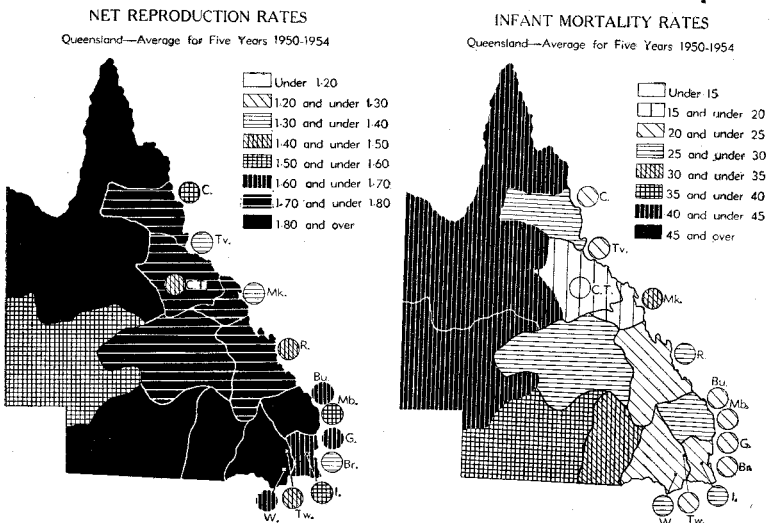 NET REPRODUCTION RATES
Queensland—Average for Five Years 1950-1954
Under 1·20
1·20 and under 1·30
1·30 and under 1·40
1·40 and under 1·50
1·50 and under 1·60
1·60 and under 1·70
1·70 and under 1·80
1·80 and over
C.
Tv.
C.T.
Mk.
R.
Bu.
Mb.
G.
Br.
I.
Tw.
W.
INFANT MORTALITY RATES
Queensland—Average for Five Years 1950-1954
Under 15
15 and under 20
20 and under 25
25 and under 30
30 and under 35
35 and under 40
40 and under 45
45 and over
C.
Tv.
C.T.
Mk.
R.
Bu.
Mb.
G.
Br.
I.
Tw.
W.